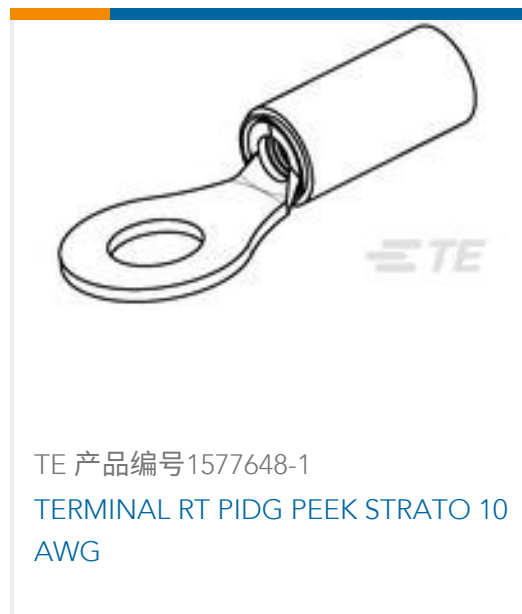 TE
TE 产品编号1577648-1
TERMINAL RT PIDG PEEK STRATO 10
AWG